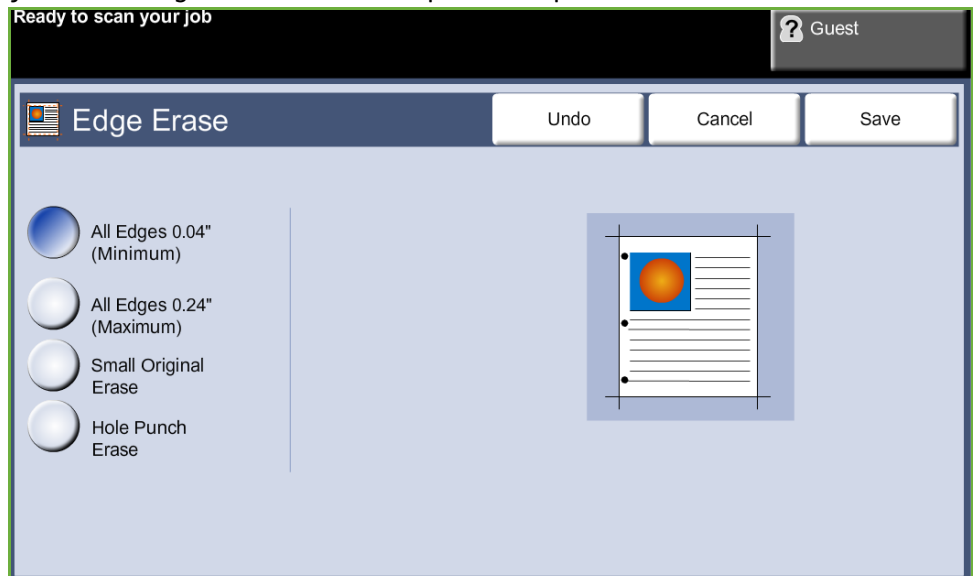 Ready to scan your job
? Guest
Edge Erase
Undo
Cancel
Save
All Edges 0.04"
(Minimum)
All Edges 0.24"
(Maximum)
Small Original
Erase
Hole Punch
Erase